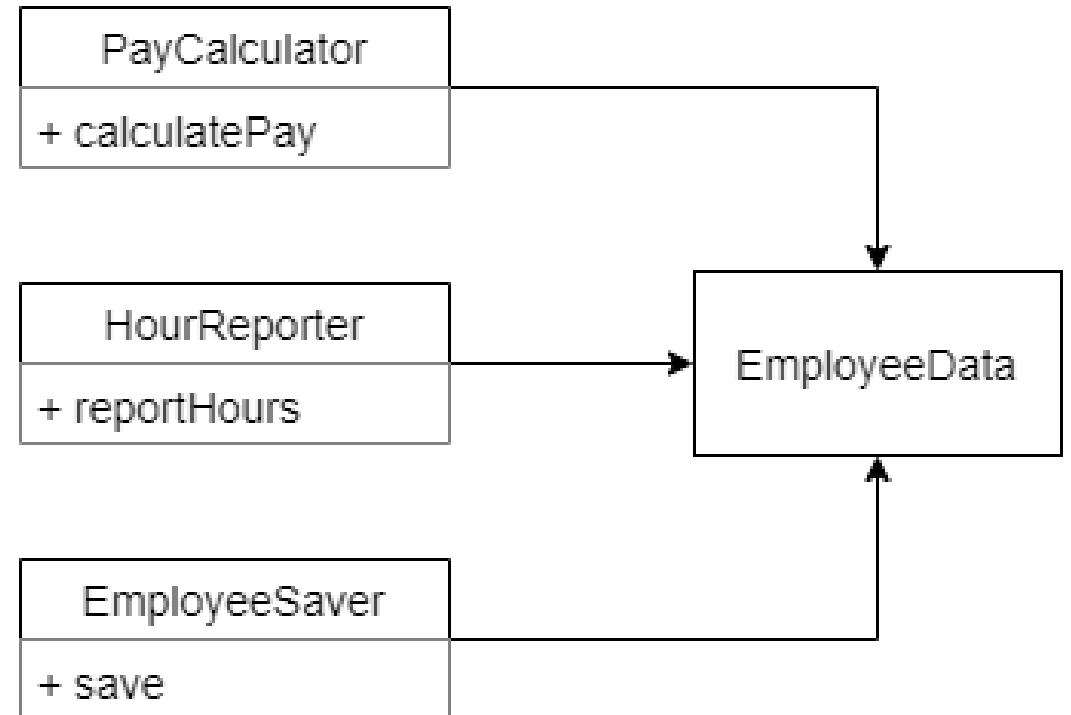 PayCalculator
+ calculatePay
HourReporter
+ reportHours
EmployeeData
EmployeeSaver
+ save